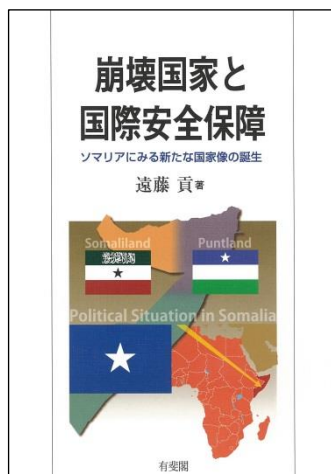 崩壊国家と
国際安全保障
ソマリアにみる新たな国家像の誕生
遠藤 貢著
Somaliland
Puntland
Political Situation in Somalia
有斐閣